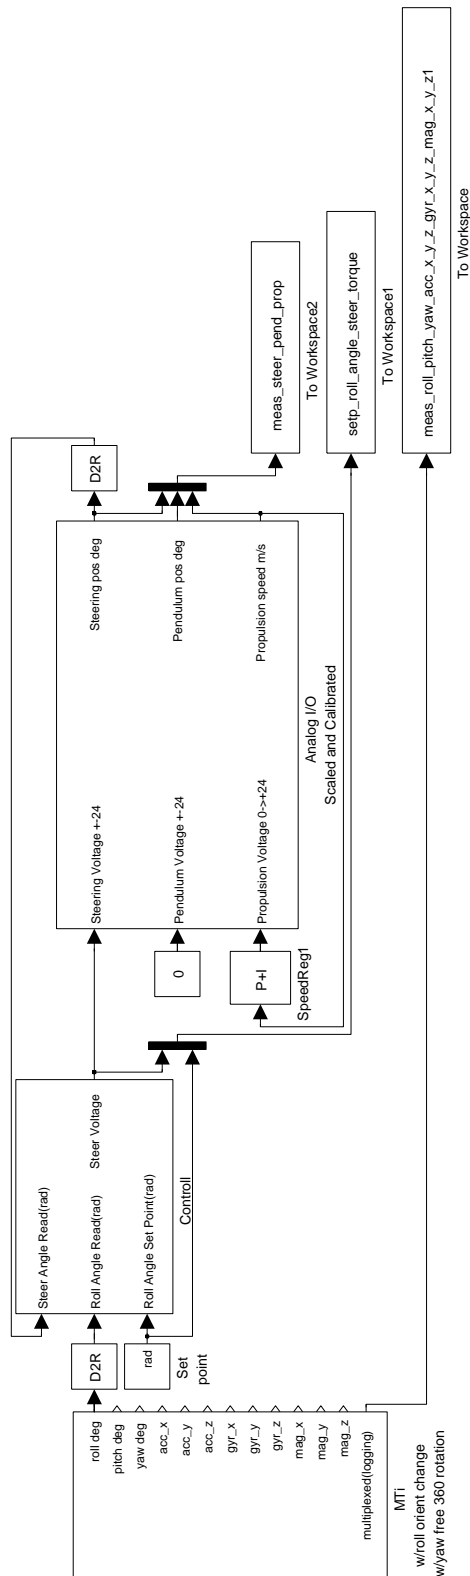 roll deg
pitch deg
yaw deg
acc_x
acc_y
acc_z
gyr_x
gyr_y
gyr_z
mag_x
mag_y
mag_z
multiplexed(logging)
MTi
w/roll orient change
w/yaw free 360 rotation
D2R
rad
Set
point
Steer Angle Read(rad)
Roll Angle Read(rad)
Roll Angle Set Point(rad)
Steer Voltage
Controll
0
P+I
SpeedReg1
Steering Voltage +-24
Pendulum Voltage +-24
Propulsion Voltage 0->+24
Steering pos deg
Pendulum pos deg
Propulsion speed m/s
Analog I/O
Scaled and Calibrated
D2R
meas_steer_pend_prop
To Workspace2
setp_roll_angle_steer_torque
To Workspace1
meas_roll_pitch_yaw_acc_x_y_z_gyr_x_y_z_mag_x_y_z1
To Workspace